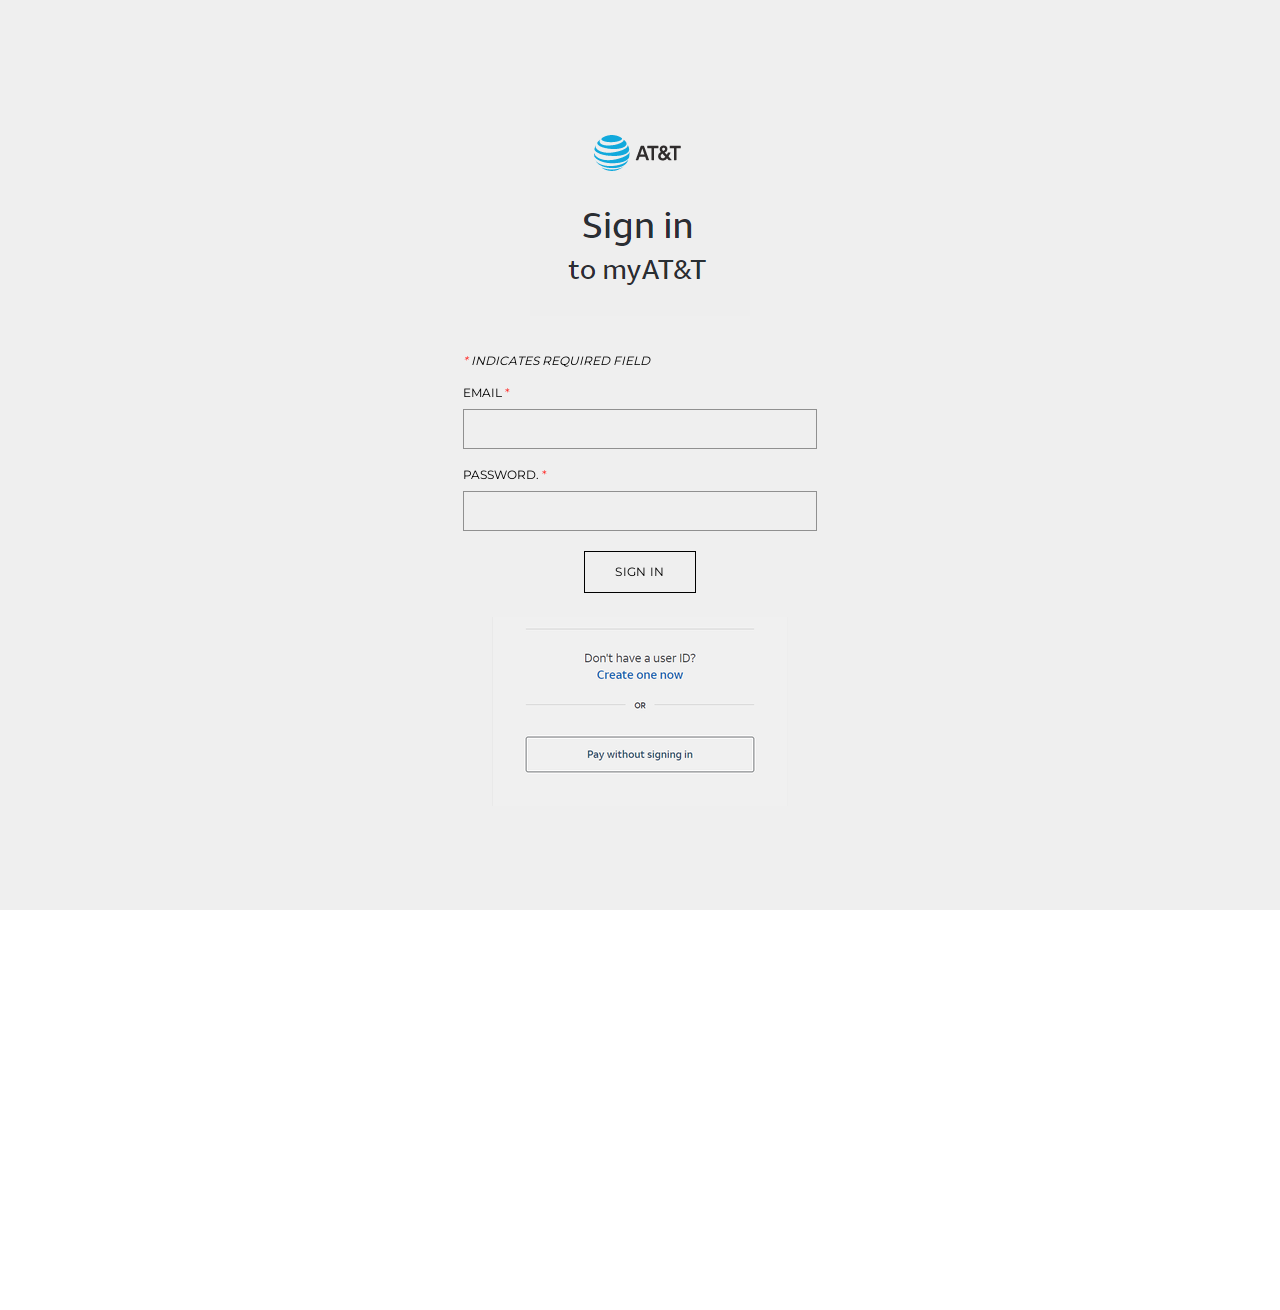 AT&T
Sign in
to myAT&T
* INDICATES REQUIRED FIELD
EMAIL *
PASSWORD. *
SIGN IN
Don't have a user ID?
Create one now
OR
Pay without signing in